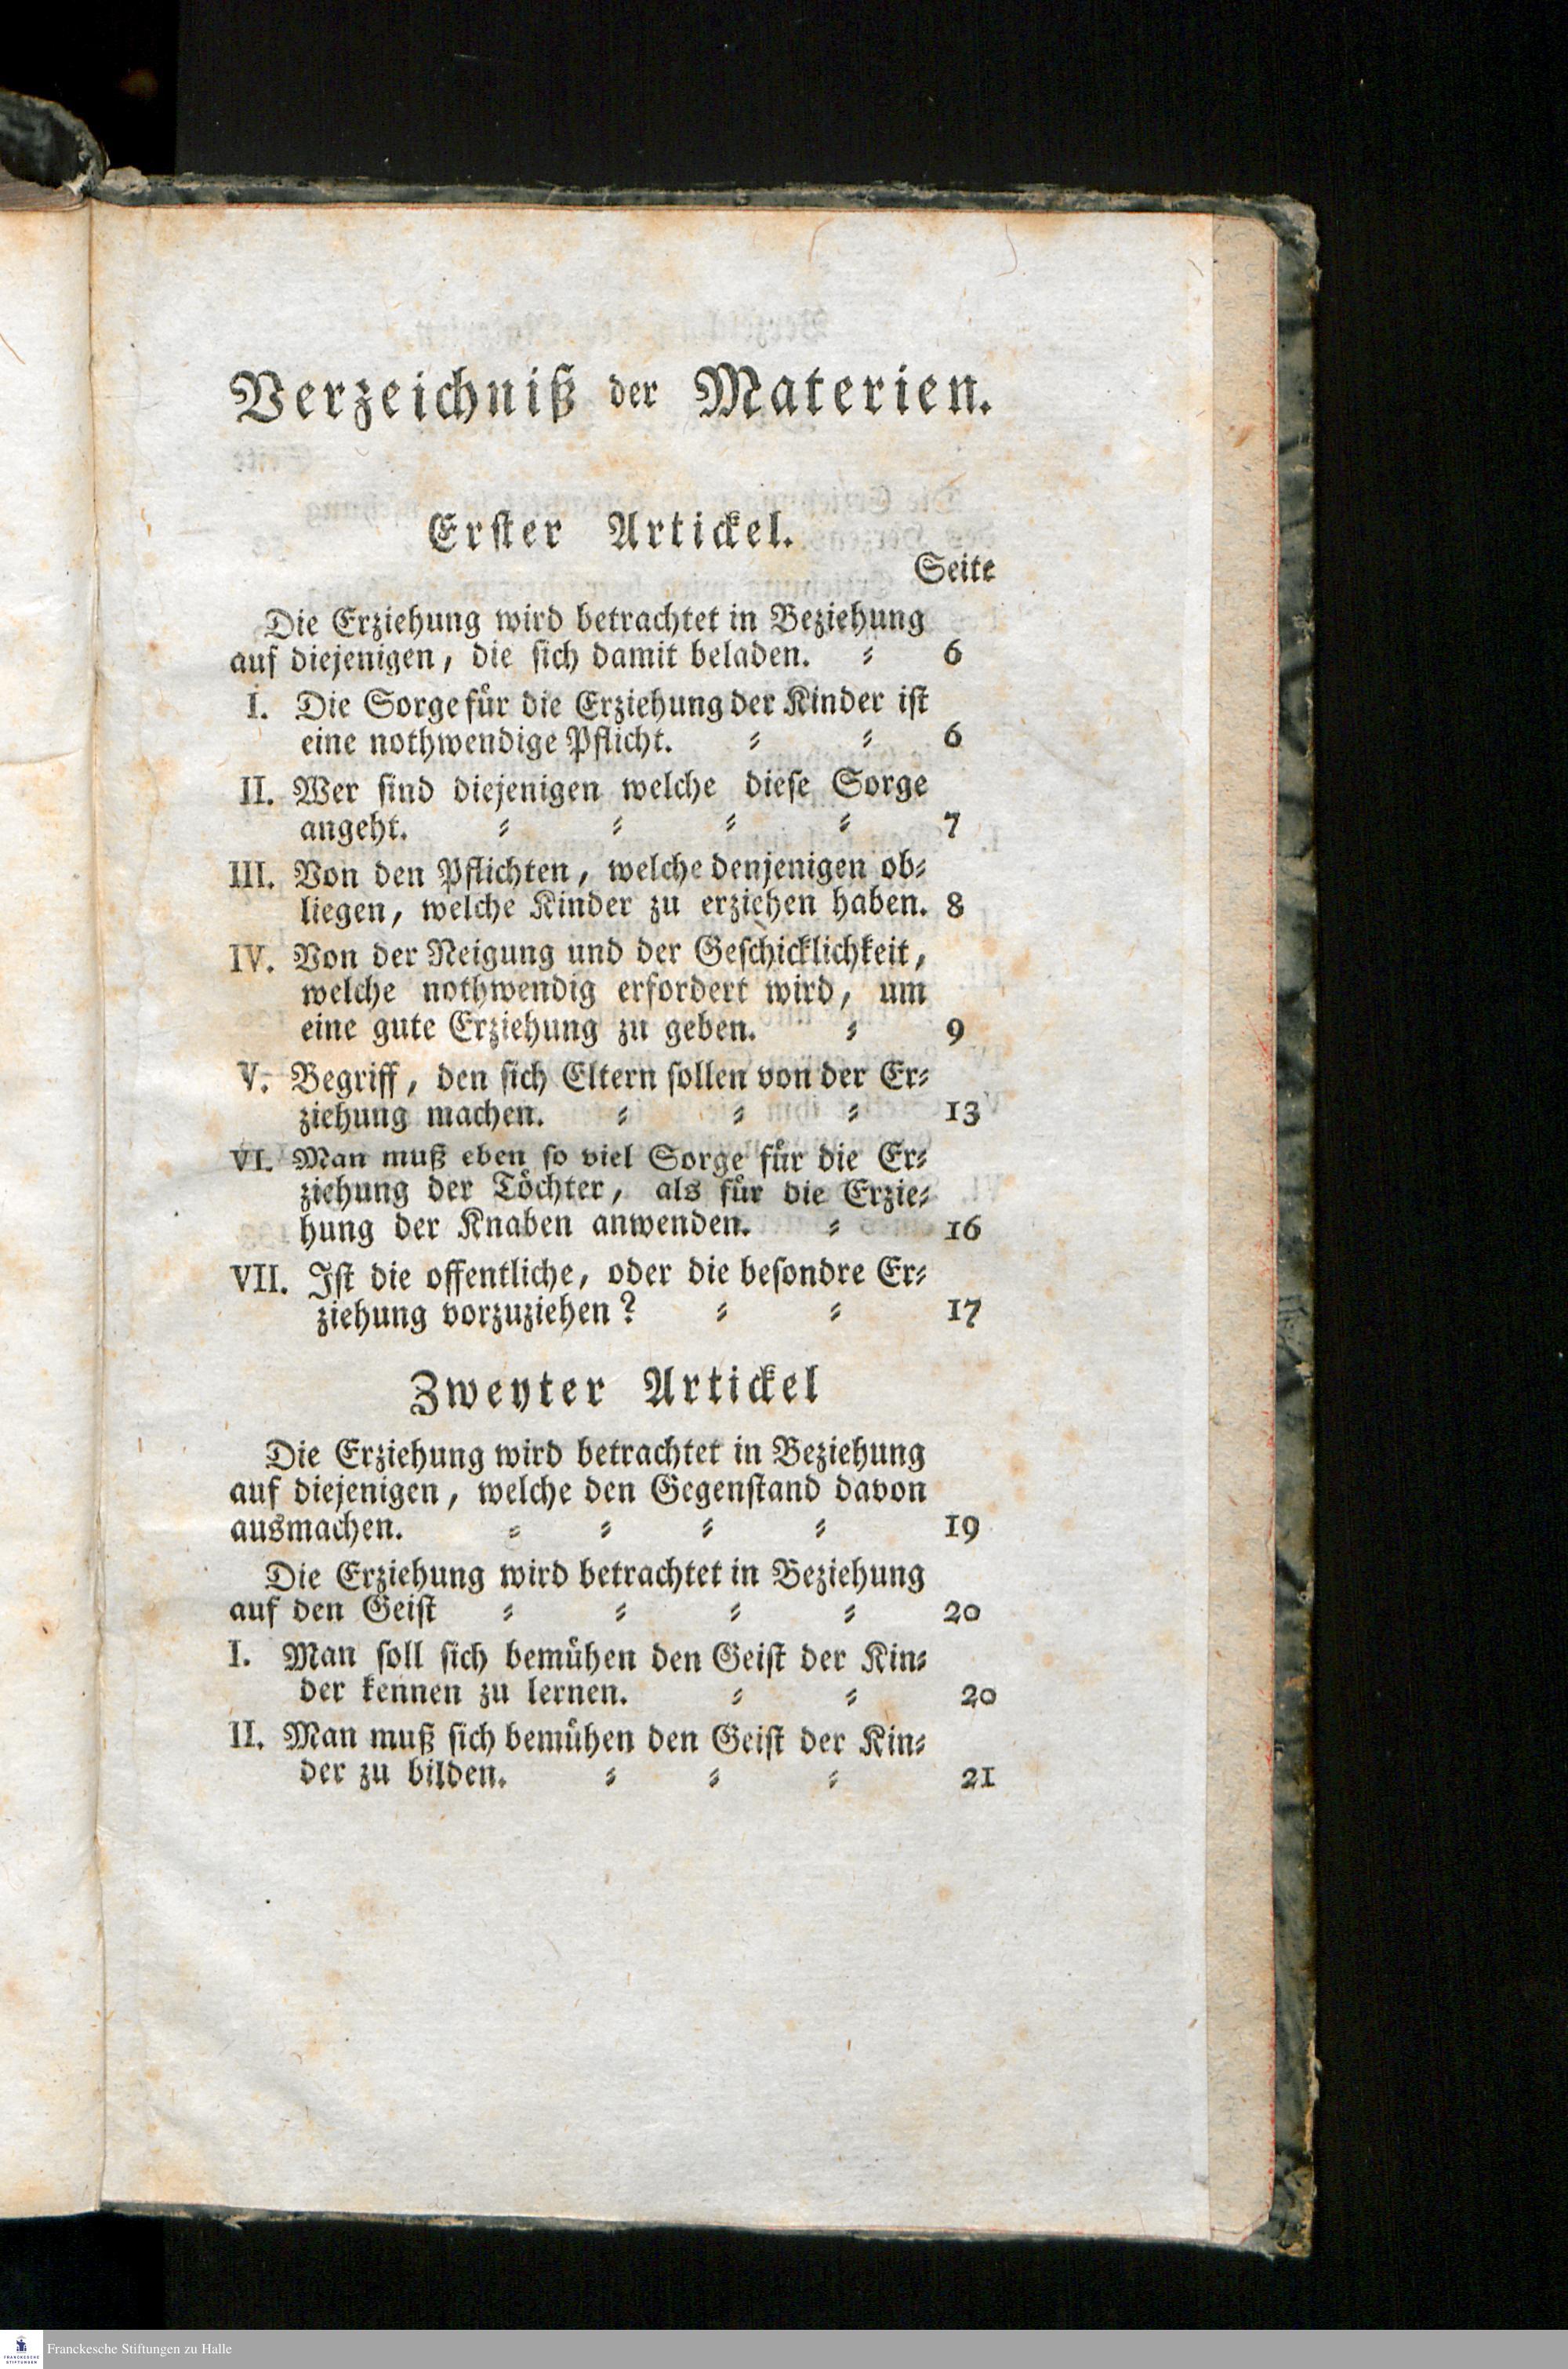 Verzeichniß der Materien.
Erster Artickel.
Seite
Die Erziehung wird betrachtet in Beziehung
auf diejenigen, die sich damit beladen. ⸗ 6
I. Die Sorge für die Erziehung der Kinder ist
eine nothwendige Pflicht. ⸗ ⸗ 6
II. Wer sind diejenigen welche diese Sorge
angeht. ⸗ ⸗ ⸗ ⸗ 7
III. Von den Pflichten, welche denjenigen ob⸗
liegen, welche Kinder zu erziehen haben. 8
IV. Von der Neigung und der Geschicklichkeit,
welche nothwendig erfordert wird, um
eine gute Erziehung zu geben. ⸗ 9
V. Begriff, den sich Eltern sollen von der Er⸗
ziehung machen. ⸗ ⸗ ⸗ 13
VI. Man muß eben so viel Sorge für die Er⸗
ziehung der Töchter, als für die Erzie⸗
hung der Knaben anwenden. ⸗ 16
VII. Ist die offentliche, oder die besondre Er⸗
ziehung vorzuziehen? ⸗ ⸗ 17
Zweyter Artickel
Die Erziehung wird betrachtet in Beziehung
auf diejenigen, welche den Gegenstand davon
ausmachen. ⸗ ⸗ ⸗ ⸗ 19
Die Erziehung wird betrachtet in Beziehung
auf den Geist ⸗ ⸗ ⸗ ⸗ 20
I. Man soll sich bemühen den Geist der Kin⸗
der kennen zu lernen. ⸗ ⸗ 20
II. Man muß sich bemühen den Geist der Kin⸗
der zu bilden. ⸗ ⸗ ⸗ 21
FRANCKESCHE
STIFTUNGEN
Franckesche Stiftungen zu Halle